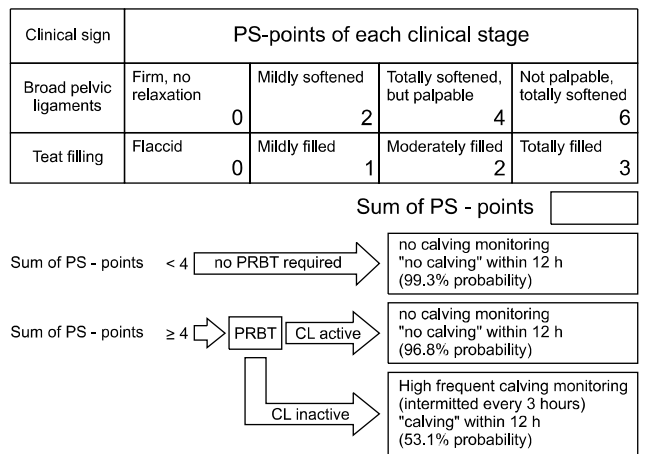 Clinical sign
PS-points of each clinical stage
Broad pelvic
ligaments
Firm, no
relaxation
0
Mildly softened
2
Totally softened,
but palpable
4
Not palpable,
totally softened
6
Teat filling
Flaccid
0
Mildly filled
1
Moderately filled
2
Totally filled
3
Sum of PS - points
Sum of PS - points < 4
no PRBT required
no calving monitoring
"no calving" within 12 h
(99.3% probability)
Sum of PS - points ≥ 4
PRBT
CL active
no calving monitoring
"no calving" within 12 h
(96.8% probability)
CL inactive
High frequent calving monitoring
(intermitted every 3 hours)
"calving" within 12 h
(53.1% probability)